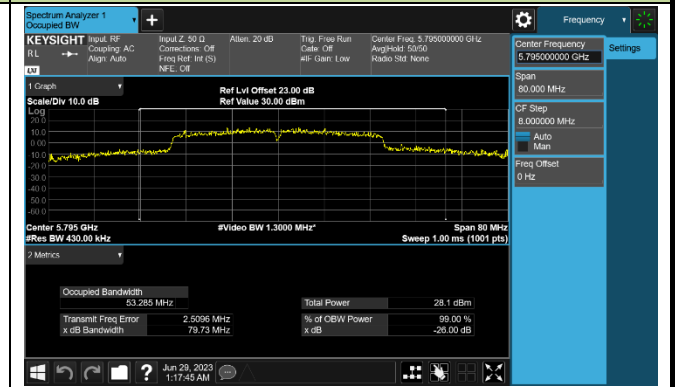 Spectrum Analyzer 1
Occupied BW
+
Frequency
KEYSIGHT
RL
LXI
Input: RF
Coupling: AC
Align: Auto
Input Z: 50 Ω
Corrections: Off
Freq Ref: Int (S)
NFE: Off
Atten: 20 dB
Trig: Free Run
Gate: Off
#IF Gain: Low
Center Freq: 5.795000000 GHz
Avg|Hold: 50/50
Radio Std: None
Center Frequency
5.795000000 GHz
Settings
Span
80.000 MHz
CF Step
8.000000 MHz
Auto
Man
Freq Offset
0 Hz
1 Graph
Scale/Div 10.0 dB
Ref Lvl Offset 23.00 dB
Ref Value 30.00 dBm
Log
20.0
10.0
0.00
-10.0
-20.0
-30.0
-40.0
-50.0
-60.0
Center 5.795 GHz
#Res BW 430.00 kHz
#Video BW 1.3000 MHz*
Span 80 MHz
Sweep 1.00 ms (1001 pts)
2 Metrics
Occupied Bandwidth
53.285 MHz
Total Power 28.1 dBm
Transmit Freq Error 2.5096 MHz
% of OBW Power 99.00 %
x dB Bandwidth 79.73 MHz
x dB -26.00 dB
?
Jun 29, 2023
1:17:45 AM